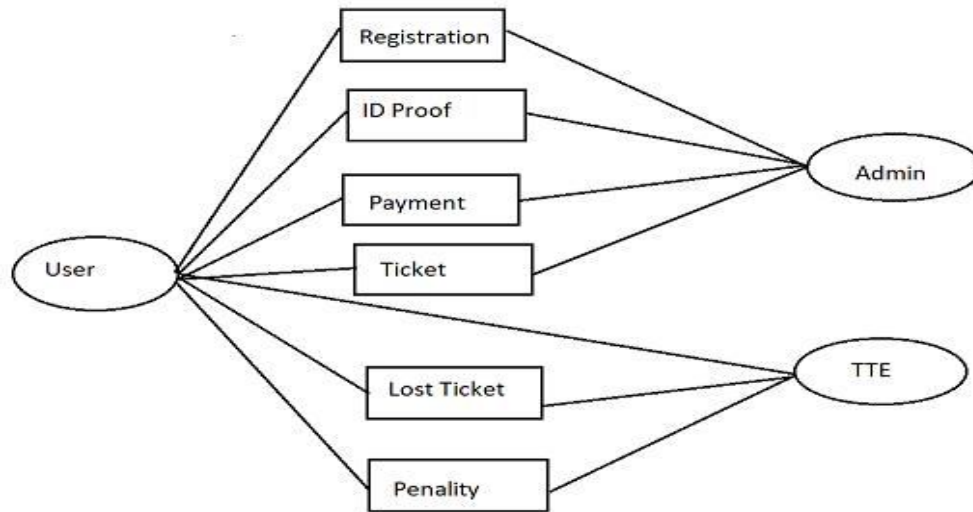 Registration
ID Proof
Payment
Admin
User
Ticket
TTE
Lost Ticket
Penality